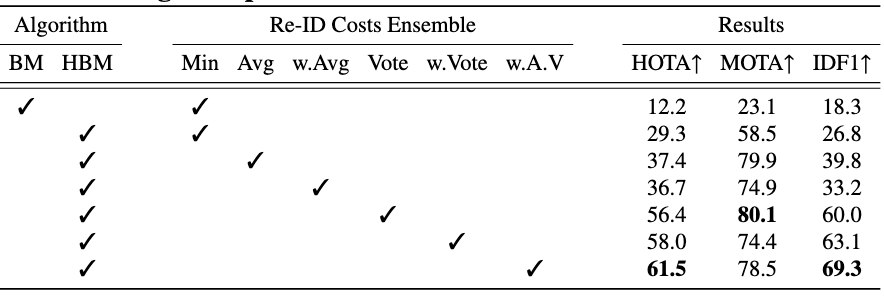 Algorithm Re-ID Costs Ensemble Results
BM HBM Min Avg w.Avg Vote w.Vote w.A.V HOTA↑ MOTA↑ IDF1↑
✓ ✓ 12.2 23.1 18.3
✓ ✓ 29.3 58.5 26.8
✓ ✓ 37.4 79.9 39.8
✓ ✓ 36.7 74.9 33.2
✓ ✓ 56.4 80.1 60.0
✓ ✓ 58.0 74.4 63.1
✓ ✓ 61.5 78.5 69.3